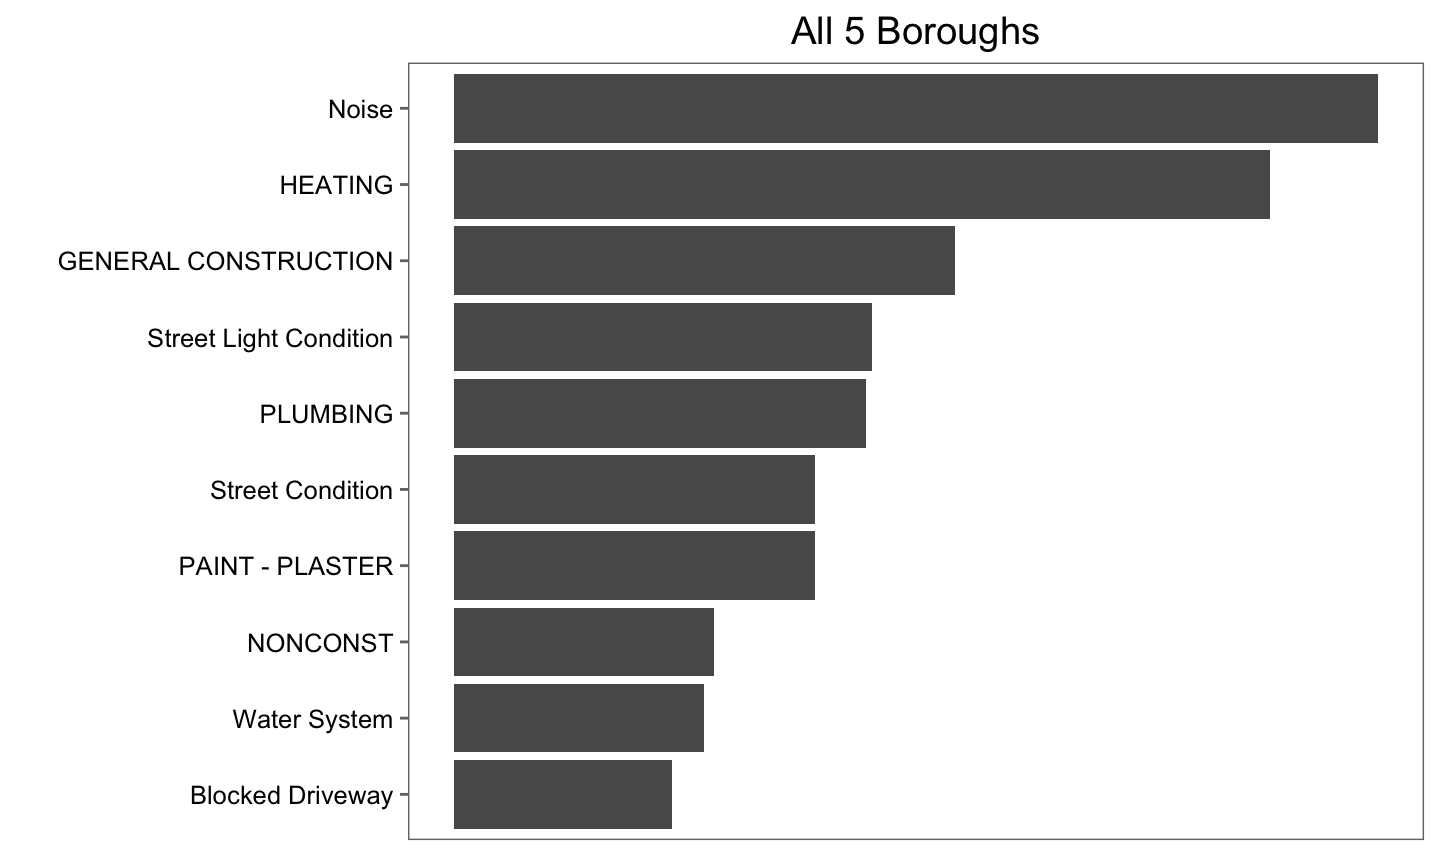 All 5 Boroughs
Noise
HEATING
GENERAL CONSTRUCTION
Street Light Condition
PLUMBING
Street Condition
PAINT - PLASTER
NONCONST
Water System
Blocked Driveway